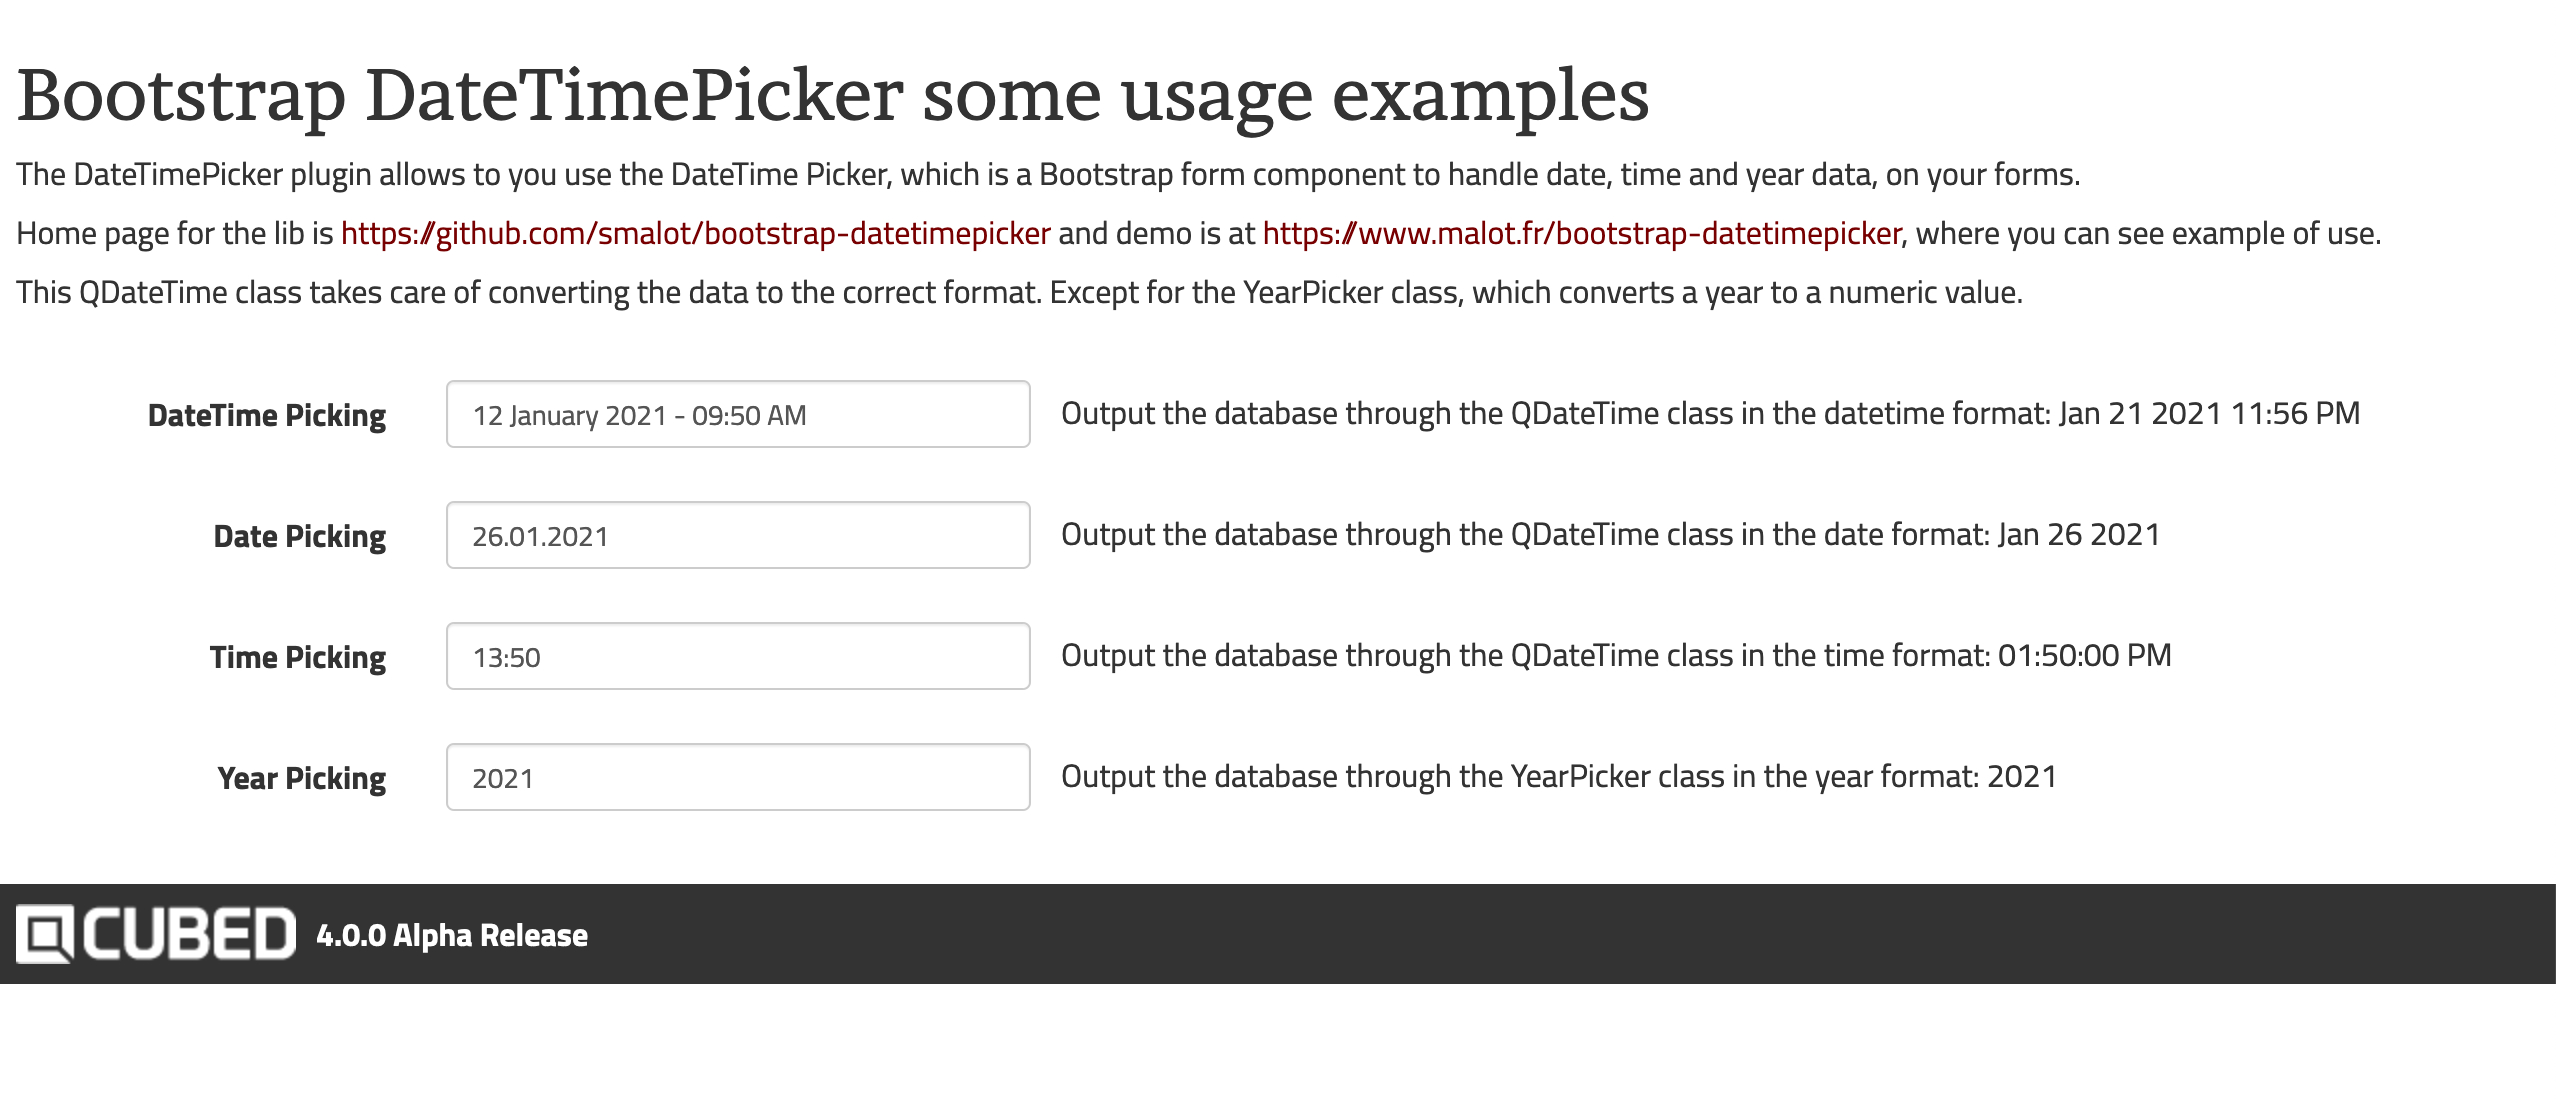 Bootstrap DateTimePicker some usage examples
The DateTimePicker plugin allows to you use the DateTime Picker, which is a Bootstrap form component to handle date, time and year data, on your forms.
Home page for the lib is https://github.com/smalot/bootstrap-datetimepicker and demo is at https://www.malot.fr/bootstrap-datetimepicker, where you can see example of use.
This QDateTime class takes care of converting the data to the correct format. Except for the YearPicker class, which converts a year to a numeric value.
DateTime Picking 12 January 2021 - 09:50 AM Output the database through the QDateTime class in the datetime format: Jan 21 2021 11:56 PM
Date Picking 26.01.2021 Output the database through the QDateTime class in the date format: Jan 26 2021
Time Picking 13:50 Output the database through the QDateTime class in the time format: 01:50:00 PM
Year Picking 2021 Output the database through the YearPicker class in the year format: 2021
QCUBED 4.0.0 Alpha Release